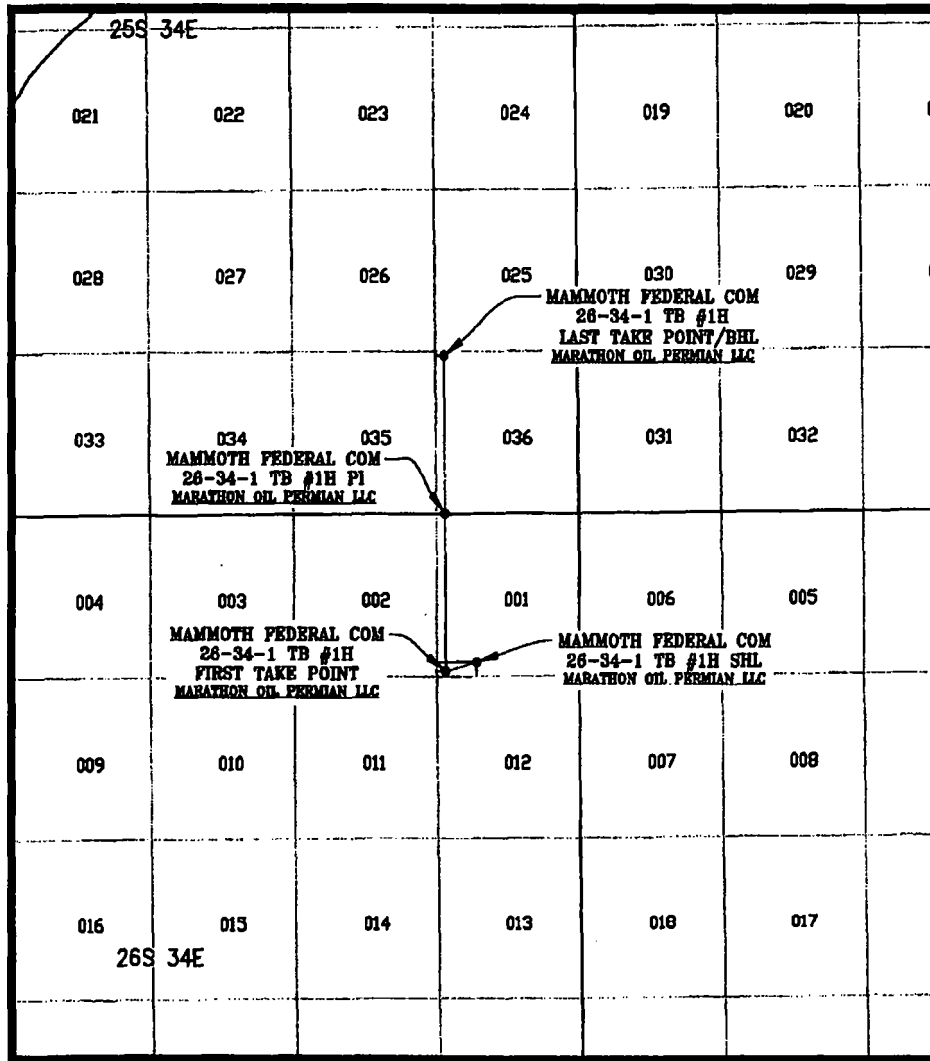 25S 34E
021 022 023 024 019 020
028 027 026 025 030 029
MAMMOTH FEDERAL COM
26-34-1 TB #1H
LAST TAKE POINT/BHL
MARATHON OIL PERMIAN LLC
033 034 035 036 031 032
MAMMOTH FEDERAL COM
26-34-1 TB #1H PI
MARATHON OIL PERMIAN LLC
004 003 002 001 006 005
MAMMOTH FEDERAL COM
26-34-1 TB #1H
FIRST TAKE POINT
MARATHON OIL PERMIAN LLC
MAMMOTH FEDERAL COM
26-34-1 TB #1H SHL
MARATHON OIL PERMIAN LLC
009 010 011 012 007 008
016 015 014 013 018 017
26S 34E